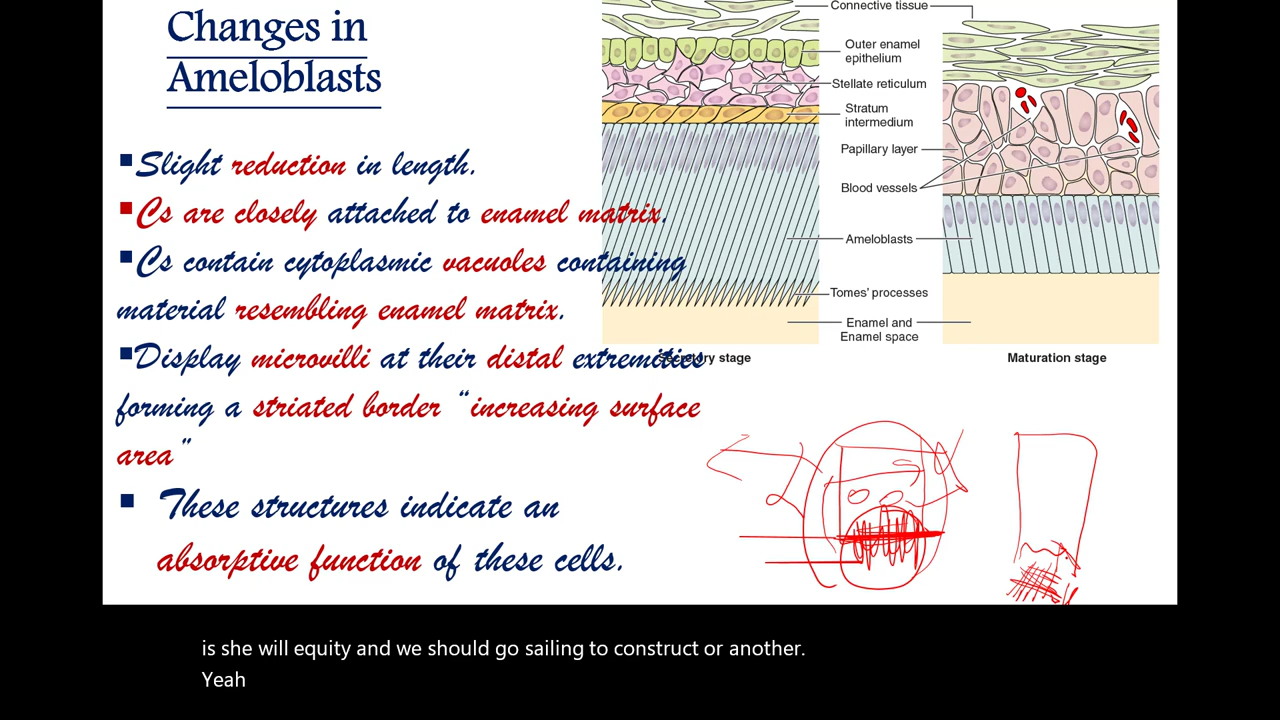 Changes in
Ameloblasts
▪Slight reduction in length.
▪Cs are closely attached to enamel matrix.
▪Cs contain cytoplasmic vacuoles containing
material resembling enamel matrix.
▪Display microvilli at their distal extremities
forming a striated border “increasing surface
area”
▪ These structures indicate an
absorptive function of these cells.
Connective tissue
Outer enamel
epithelium
Stellate reticulum
Stratum
intermedium
Papillary layer
Blood vessels
Ameloblasts
Tomes' processes
Enamel and
Enamel space
Secretory stage
Maturation stage
is she will equity and we should go sailing to construct or another.
Yeah